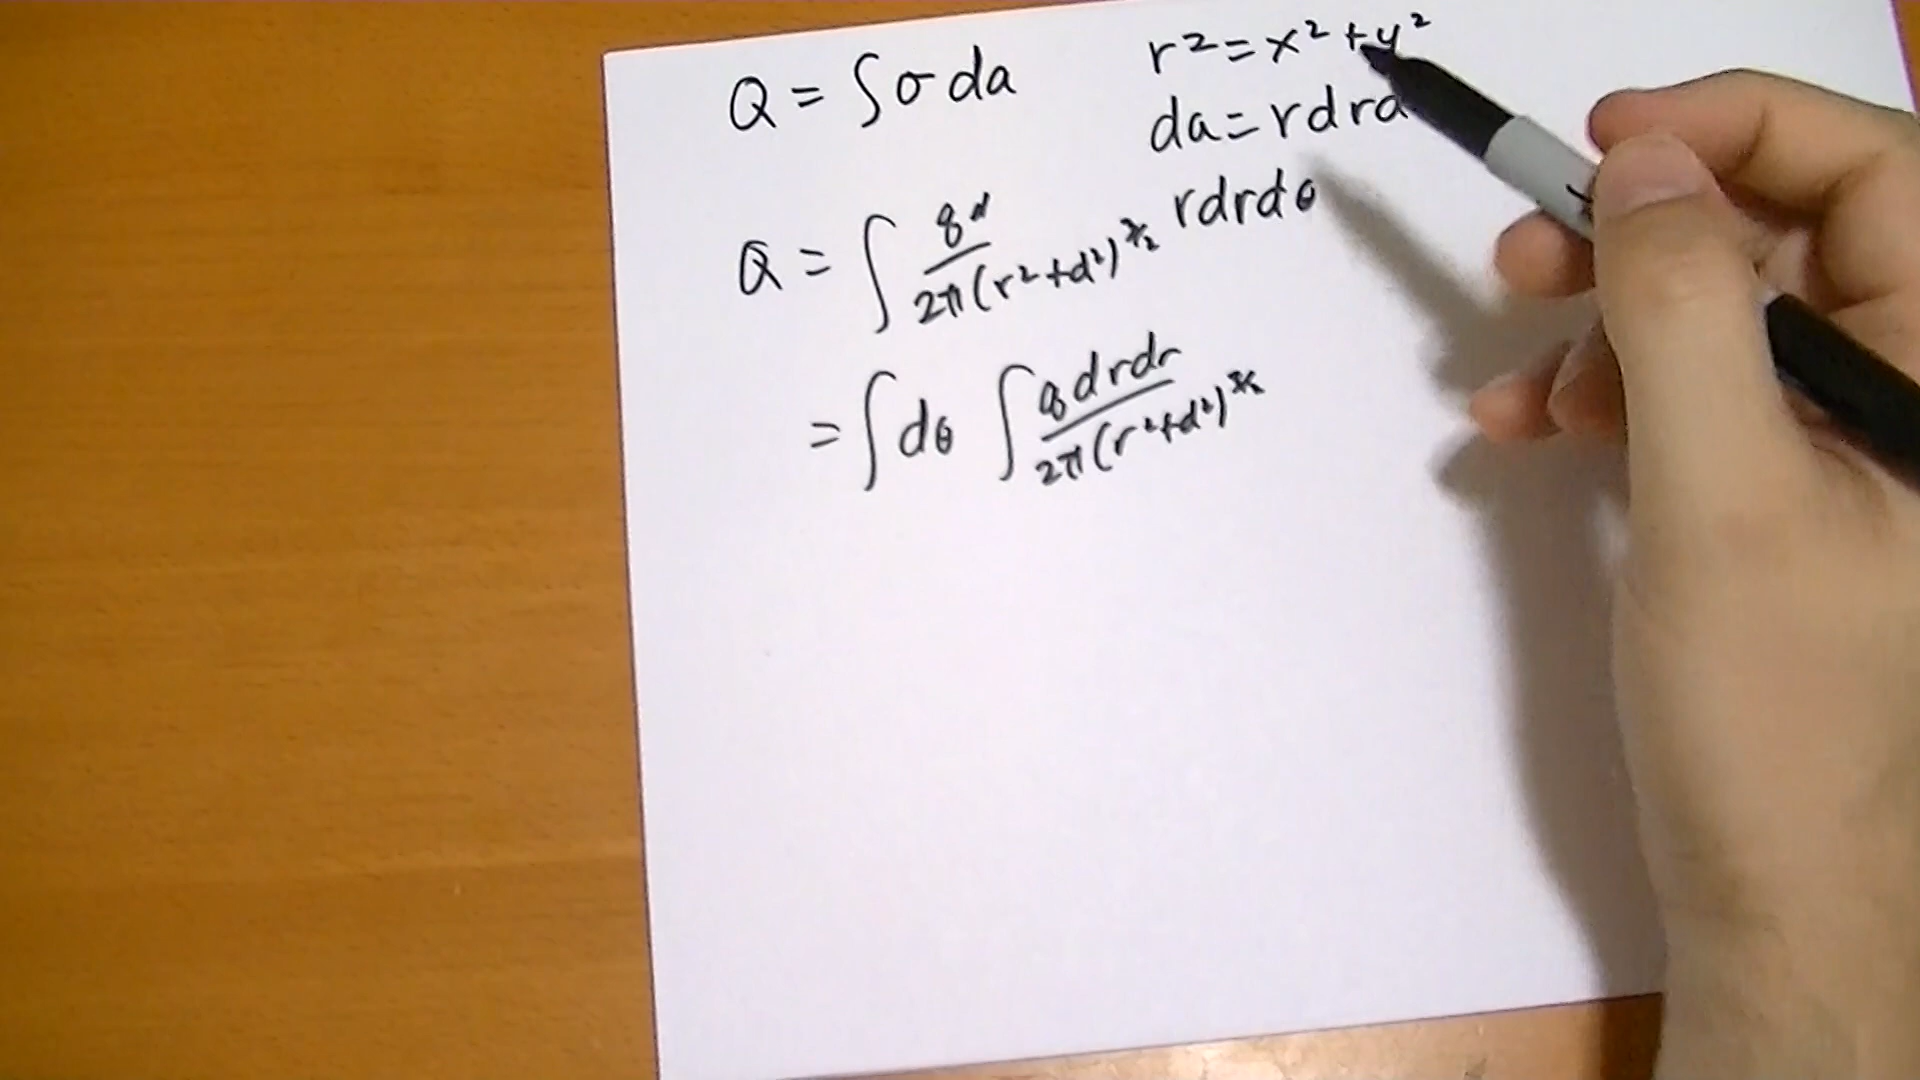 Q = ∫σ da
r² = x² + y²
da = r dr d
Q = ∫ qd / 2π(r²+d²)^3/2 r dr dθ
= ∫dθ ∫ qd r dr / 2π(r²+d²)^3/2